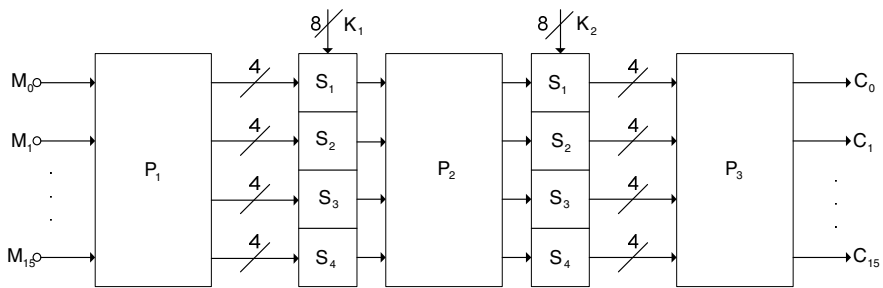 8 K₁ 8 K₂
M₀ 4 S₁ S₁ 4 C₀
M₁ 4 S₂ S₂ 4 C₁
P₁ P₂ P₃
4 S₃ S₃ 4
M₁₅ 4 S₄ S₄ 4 C₁₅